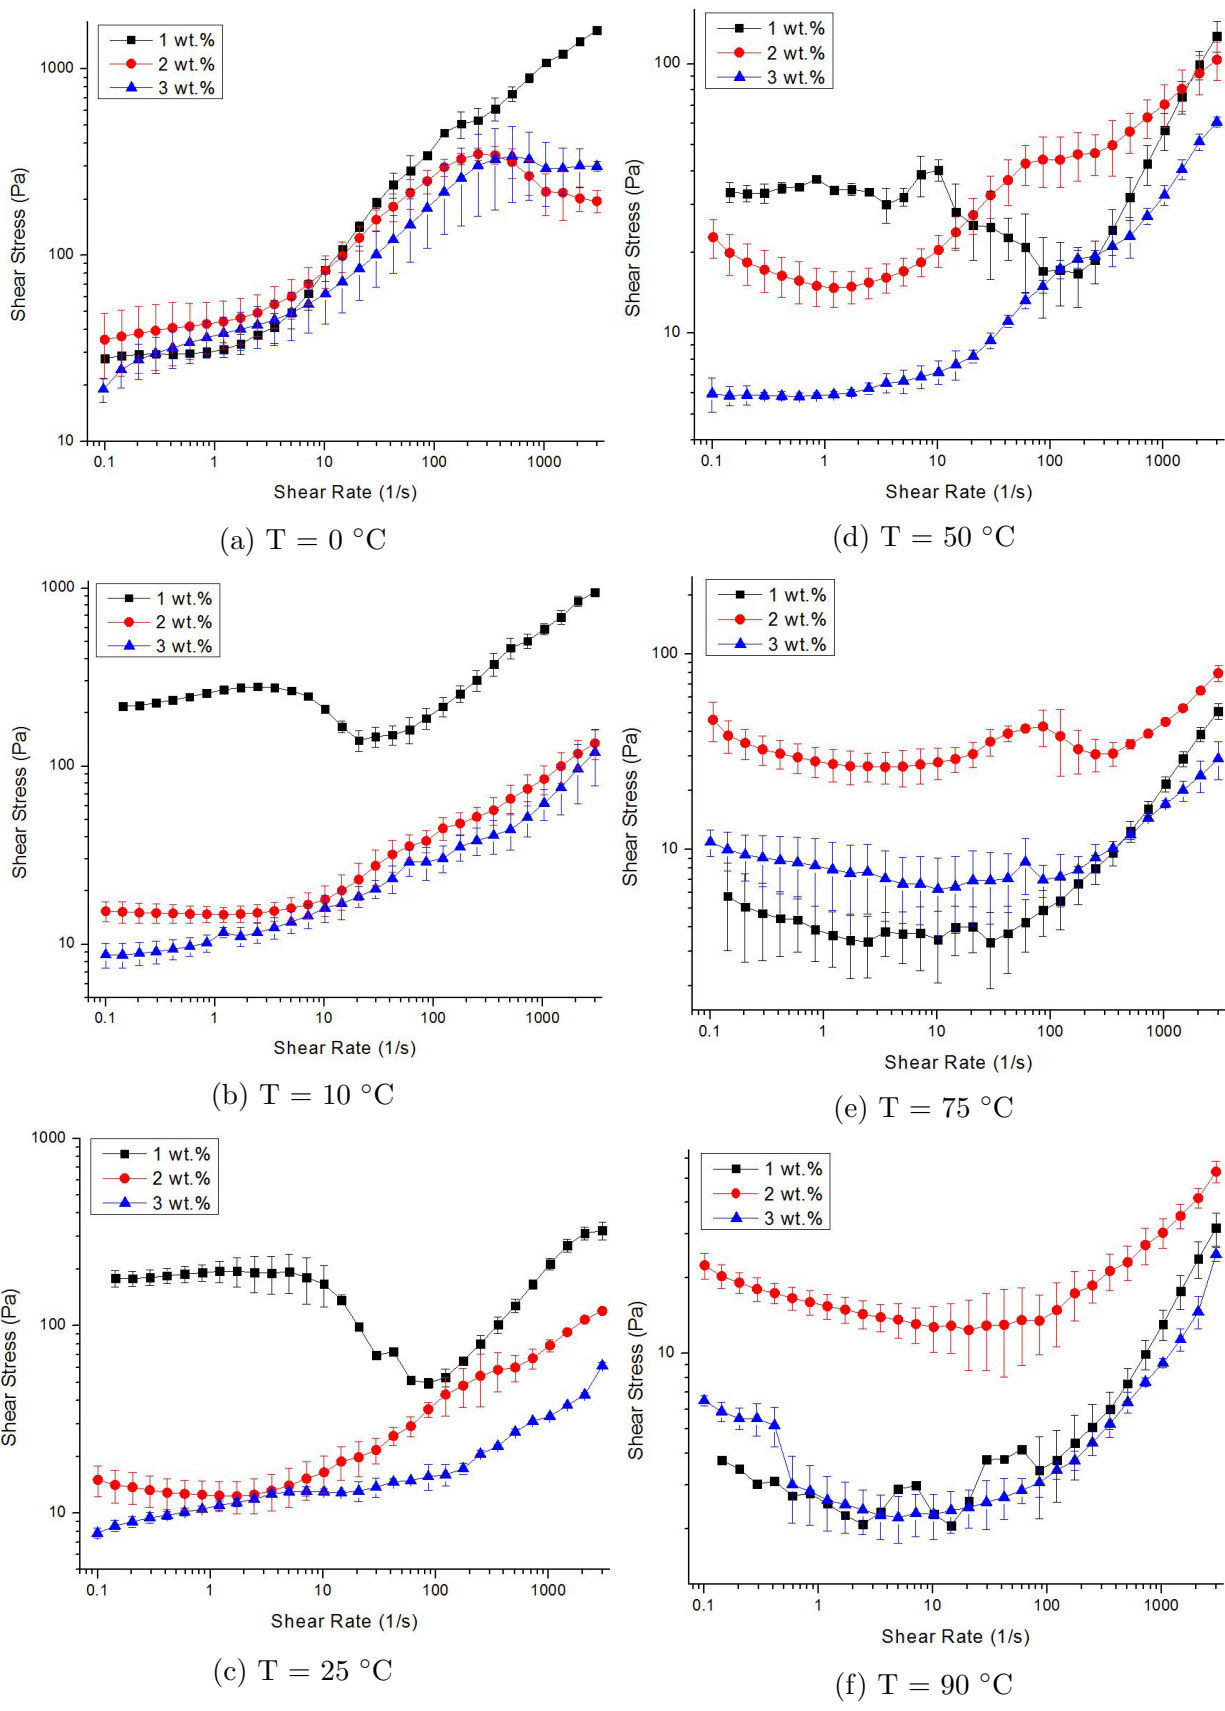 1 wt.%
2 wt.%
3 wt.%
1000
100
10
Shear Stress (Pa)
0.1 1 10 100 1000
Shear Rate (1/s)
(a) T = 0 °C
1 wt.%
2 wt.%
3 wt.%
1000
100
10
Shear Stress (Pa)
0.1 1 10 100 1000
Shear Rate (1/s)
(b) T = 10 °C
1 wt.%
2 wt.%
3 wt.%
1000
100
10
Shear Stress (Pa)
0.1 1 10 100 1000
Shear Rate (1/s)
(c) T = 25 °C
1 wt.%
2 wt.%
3 wt.%
100
10
Shear Stress (Pa)
0.1 1 10 100 1000
Shear Rate (1/s)
(d) T = 50 °C
1 wt.%
2 wt.%
3 wt.%
100
10
Shear Stress (Pa)
0.1 1 10 100 1000
Shear Rate (1/s)
(e) T = 75 °C
1 wt.%
2 wt.%
3 wt.%
10
Shear Stress (Pa)
0.1 1 10 100 1000
Shear Rate (1/s)
(f) T = 90 °C